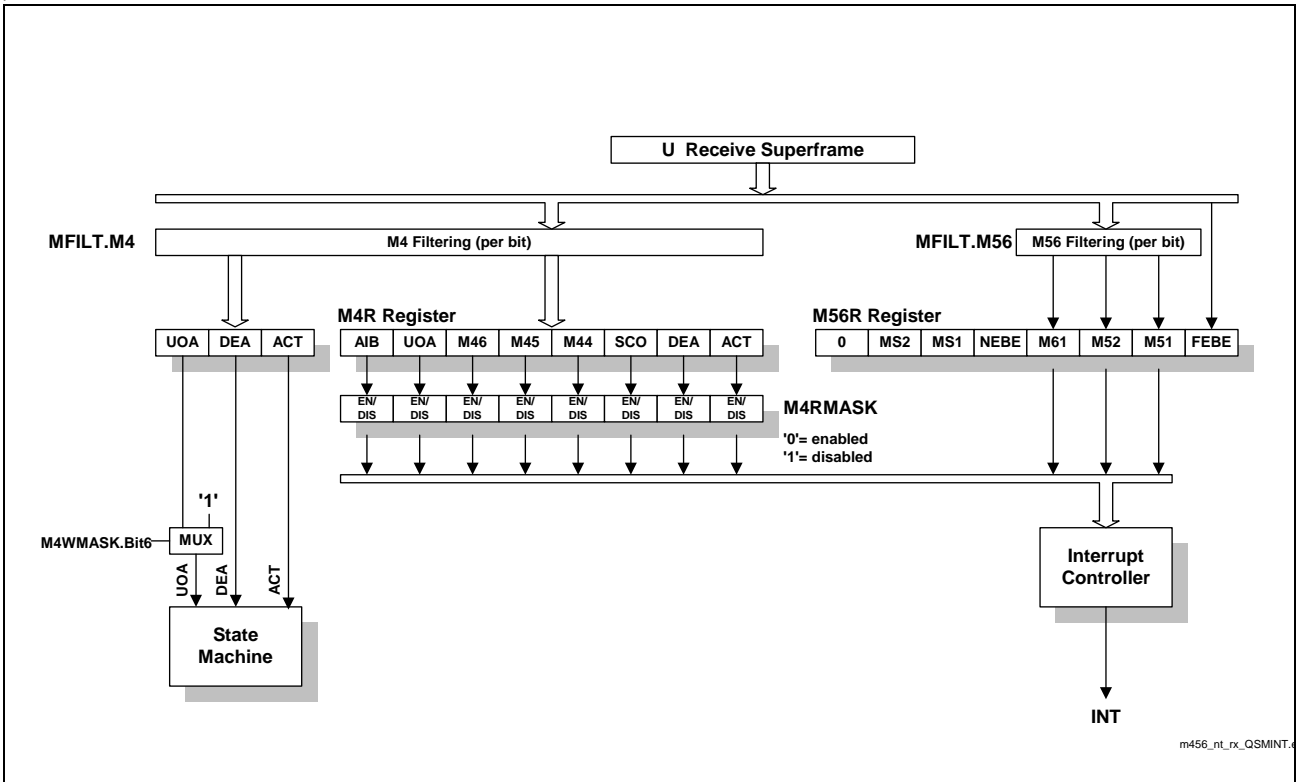 U Receive Superframe
MFILT.M4
M4 Filtering (per bit)
MFILT.M56
M56 Filtering (per bit)
M4R Register
M56R Register
UOA DEA ACT
AIB UOA M46 M45 M44 SCO DEA ACT
0 MS2 MS1 NEBE M61 M52 M51 FEBE
EN/ EN/ EN/ EN/ EN/ EN/ EN/ EN/
DIS DIS DIS DIS DIS DIS DIS DIS
M4RMASK
'0'= enabled
'1'= disabled
'1'
M4WMASK.Bit6
MUX
UOA
DEA
ACT
Interrupt
Controller
State
Machine
INT
m456_nt_rx_QSMINT.e